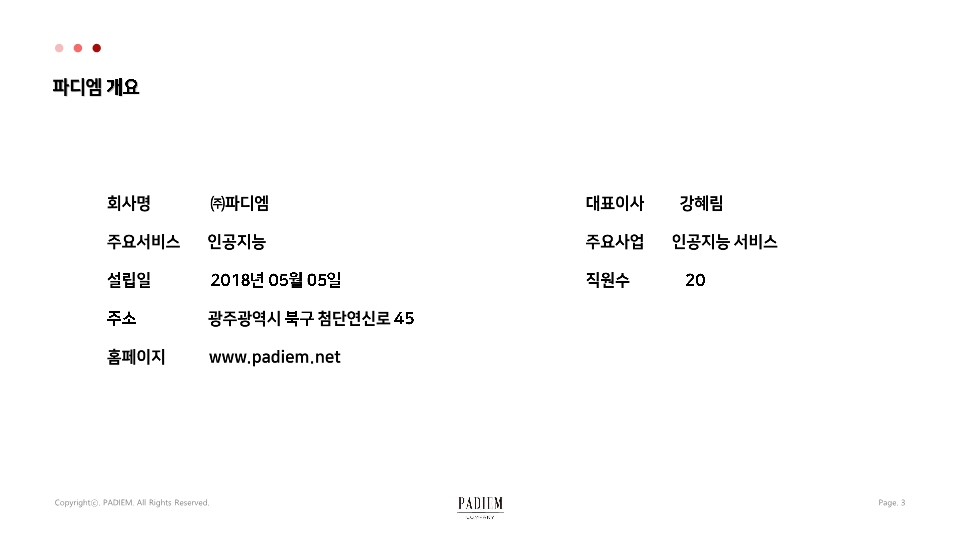 파디엠 개요
회사명 ㈜파디엠
주요서비스 인공지능
설립일 2018년 05월 05일
주소 광주광역시 북구 첨단연신로 45
홈페이지 www.padiem.net
대표이사 강혜림
주요사업 인공지능 서비스
직원수 20
Copyrightⓒ. PADIEM. All Rights Reserved.
PADIEM
COMPANY
Page. 3